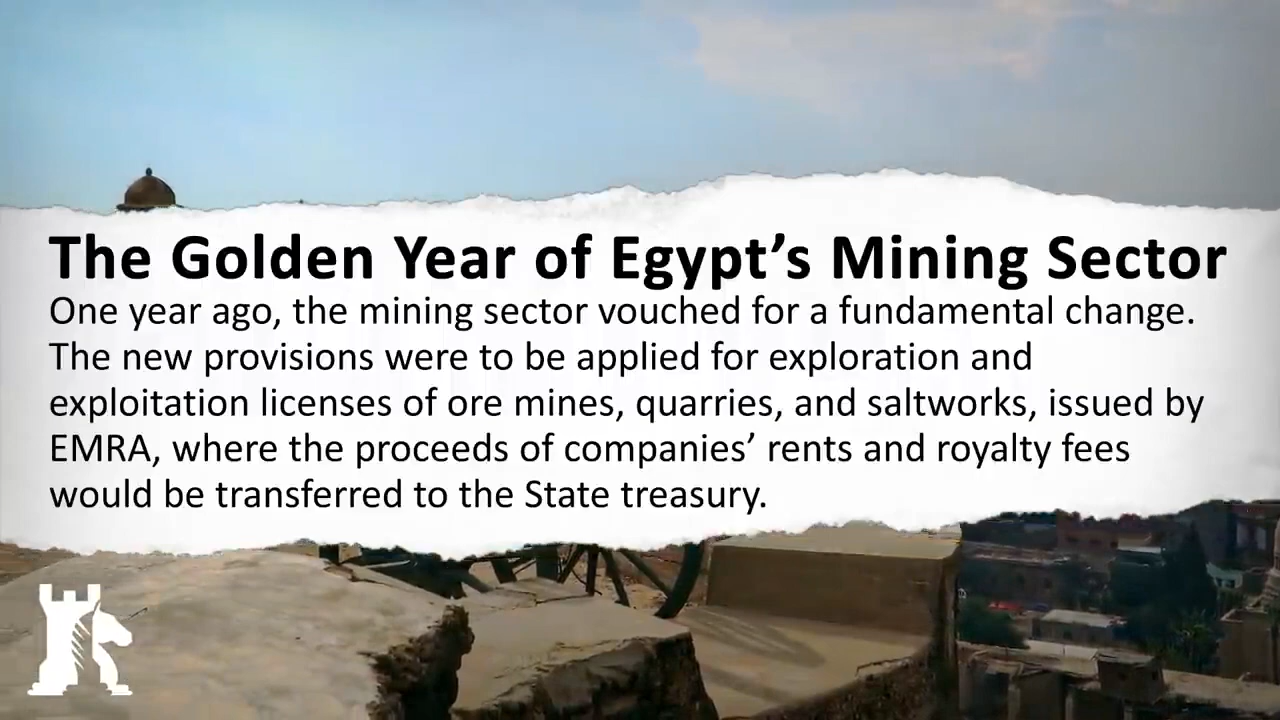 The Golden Year of Egypt’s Mining Sector
One year ago, the mining sector vouched for a fundamental change.
The new provisions were to be applied for exploration and
exploitation licenses of ore mines, quarries, and saltworks, issued by
EMRA, where the proceeds of companies’ rents and royalty fees
would be transferred to the State treasury.